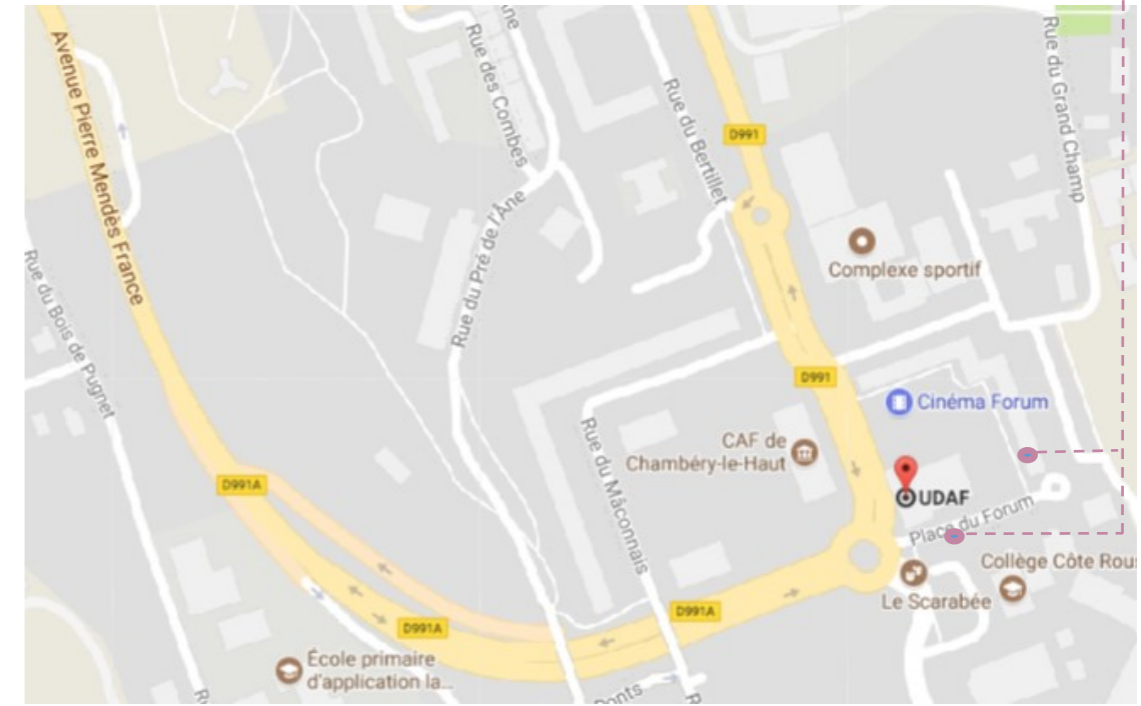 Avenue Pierre Mendès France
Rue des Combes
Rue du Bertillet
Rue du Grand Champ
D991
Rue du Pré de l'Âne
Complexe sportif
Rue du Bois de Pugnet
D991
Cinéma Forum
CAF de
Chambéry-le-Haut
Rue du Mâconnais
D991A
UDAF
Place du Forum
Collège Côte Rous
Le Scarabée
D991A
D991A
École primaire
d'application la...